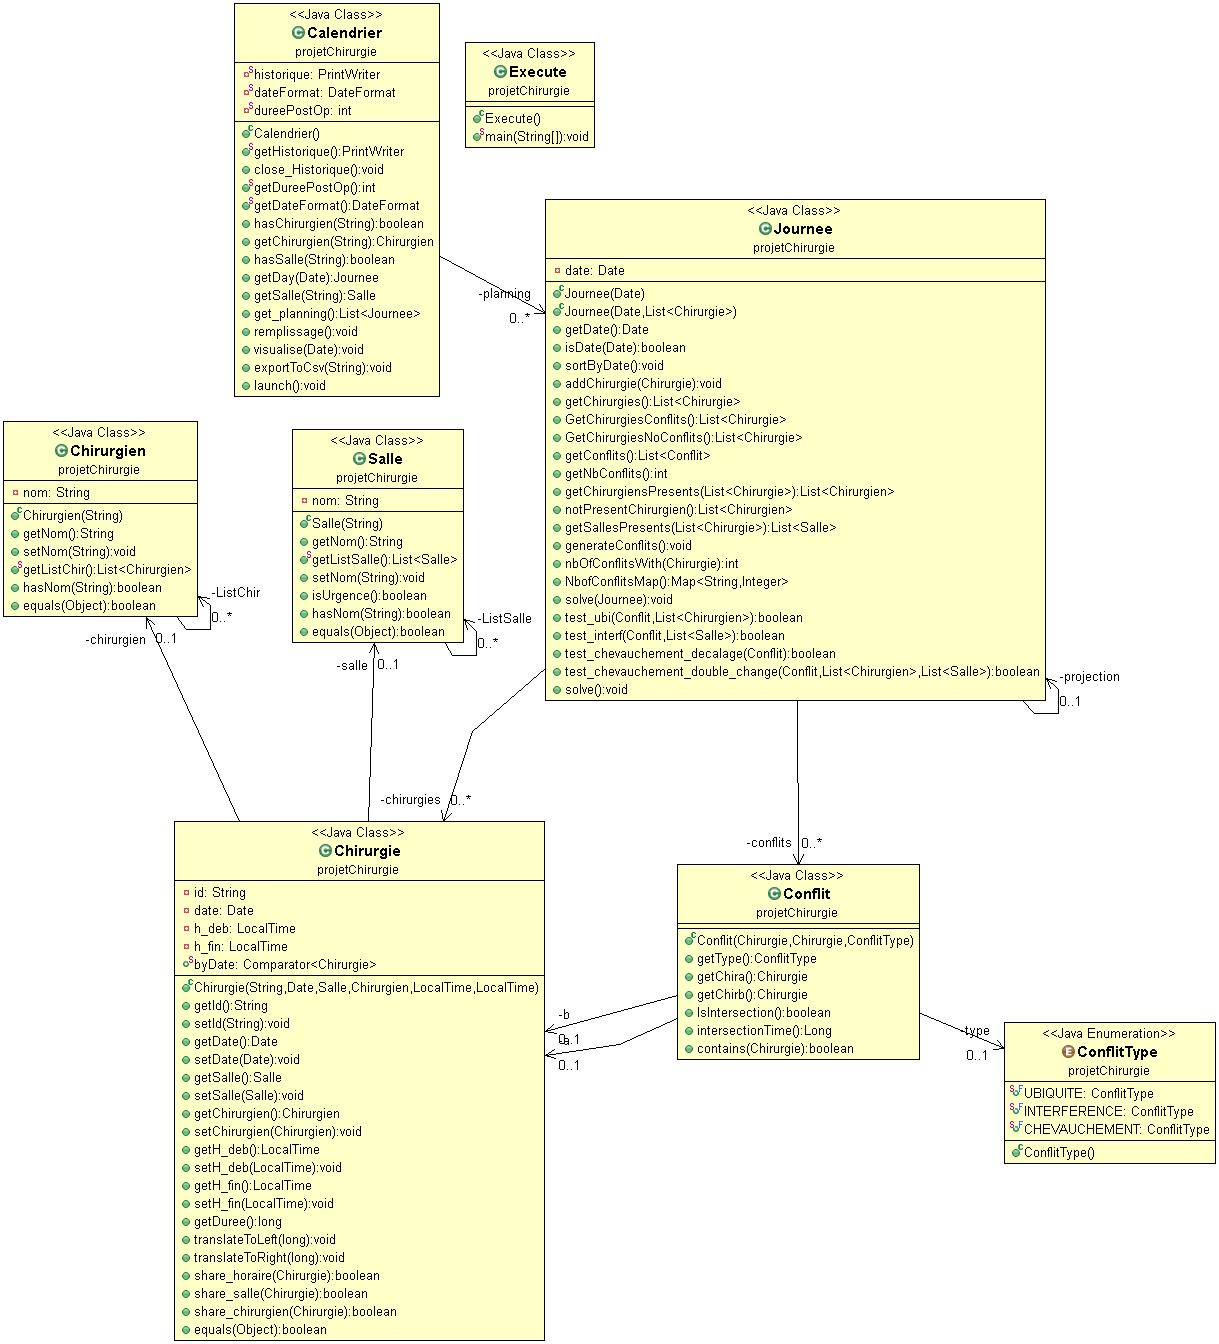 <<Java Class>>
Calendrier
projetChirurgie
historique: PrintWriter
dateFormat: DateFormat
dureePostOp: int
Calendrier()
getHistorique():PrintWriter
close_Historique():void
getDureePostOp():int
getDateFormat():DateFormat
hasChirurgien(String):boolean
getChirurgien(String):Chirurgien
hasSalle(String):boolean
getDay(Date):Journee
getSalle(String):Salle
get_planning():List<Journee>
remplissage():void
visualise(Date):void
exportToCsv(String):void
launch():void
<<Java Class>>
Execute
projetChirurgie
Execute()
main(String[]):void
-planning
0..*
<<Java Class>>
Journee
projetChirurgie
date: Date
Journee(Date)
Journee(Date,List<Chirurgie>)
getDate():Date
isDate(Date):boolean
sortByDate():void
addChirurgie(Chirurgie):void
getChirurgies():List<Chirurgie>
GetChirurgiesConflits():List<Chirurgie>
GetChirurgiesNoConflits():List<Chirurgie>
getConflits():List<Conflit>
getNbConflits():int
getChirurgiensPresents(List<Chirurgie>):List<Chirurgien>
notPresentChirurgien():List<Chirurgien>
getSallesPresents(List<Chirurgie>):List<Salle>
generateConflits():void
nbOfConflitsWith(Chirurgie):int
NbofConflitsMap():Map<String,Integer>
solve(Journee):void
test_ubi(Conflit,List<Chirurgien>):boolean
test_interf(Conflit,List<Salle>):boolean
test_chevauchement_decalage(Conflit):boolean
test_chevauchement_double_change(Conflit,List<Chirurgien>,List<Salle>):boolean
solve():void
-projection
0..1
<<Java Class>>
Chirurgien
projetChirurgie
nom: String
Chirurgien(String)
getNom():String
setNom(String):void
getListChir():List<Chirurgien>
hasNom(String):boolean
equals(Object):boolean
-ListChir
0..*
-chirurgien
0..1
<<Java Class>>
Salle
projetChirurgie
nom: String
Salle(String)
getNom():String
getListSalle():List<Salle>
setNom(String):void
isUrgence():boolean
hasNom(String):boolean
equals(Object):boolean
-ListSalle
0..*
-salle
0..1
-chirurgies
0..*
<<Java Class>>
Chirurgie
projetChirurgie
id: String
date: Date
h_deb: LocalTime
h_fin: LocalTime
byDate: Comparator<Chirurgie>
Chirurgie(String,Date,Salle,Chirurgien,LocalTime,LocalTime)
getId():String
setId(String):void
getDate():Date
setDate(Date):void
getSalle():Salle
setSalle(Salle):void
getChirurgien():Chirurgien
setChirurgien(Chirurgien):void
getH_deb():LocalTime
setH_deb(LocalTime):void
getH_fin():LocalTime
setH_fin(LocalTime):void
getDuree():long
translateToLeft(long):void
translateToRight(long):void
share_horaire(Chirurgie):boolean
share_salle(Chirurgie):boolean
share_chirurgien(Chirurgie):boolean
equals(Object):boolean
-conflits
0..*
<<Java Class>>
Conflit
projetChirurgie
Conflit(Chirurgie,Chirurgie,ConflitType)
getType():ConflitType
getChira():Chirurgie
getChirb():Chirurgie
IsIntersection():boolean
intersectionTime():Long
contains(Chirurgie):boolean
-b
0..1
-a
0..1
-type
0..1
<<Java Enumeration>>
ConflitType
projetChirurgie
UBIQUITE: ConflitType
INTERFERENCE: ConflitType
CHEVAUCHEMENT: ConflitType
ConflitType()